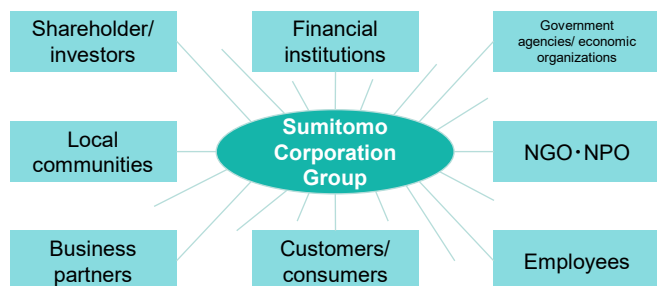 Shareholder/
investors
Financial
institutions
Government
agencies/ economic
organizations
Local
communities
Sumitomo
Corporation
Group
NGO・NPO
Business
partners
Customers/
consumers
Employees